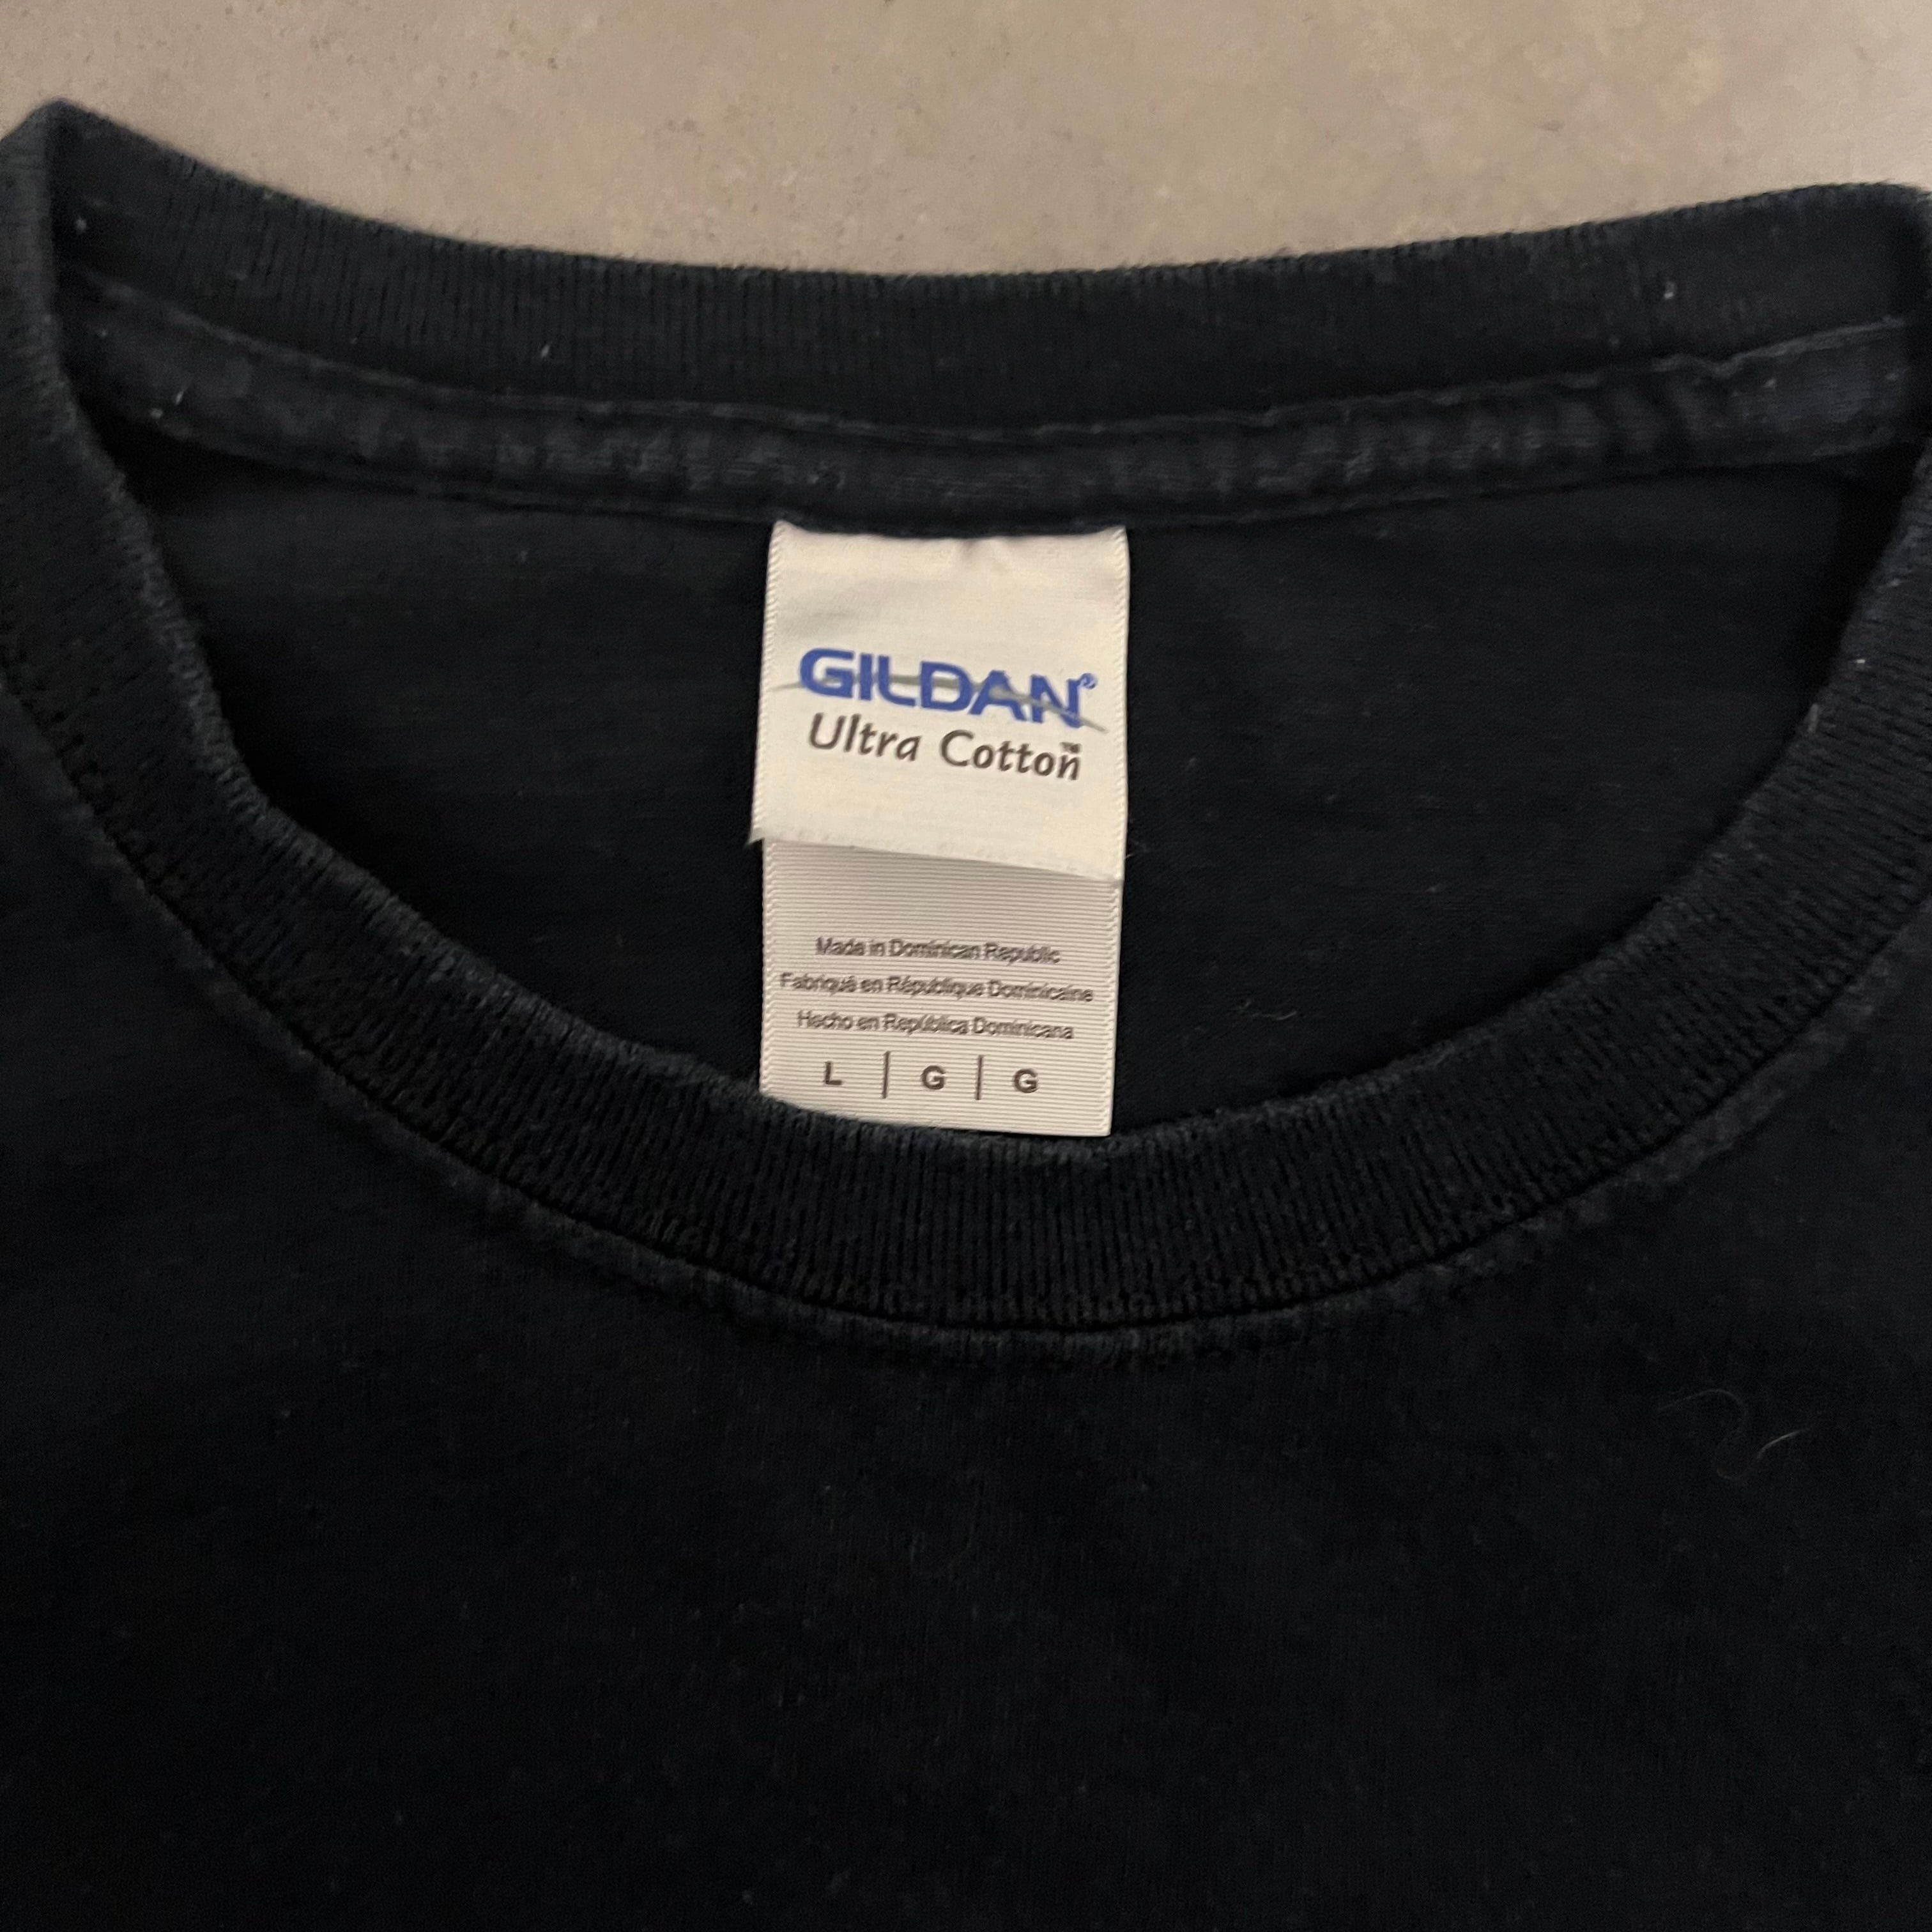 GILDAN®
Ultra Cotton™
Made in Dominican Republic
Fabriqué en République Dominicaine
Hecho en República Dominicana
L | G | G